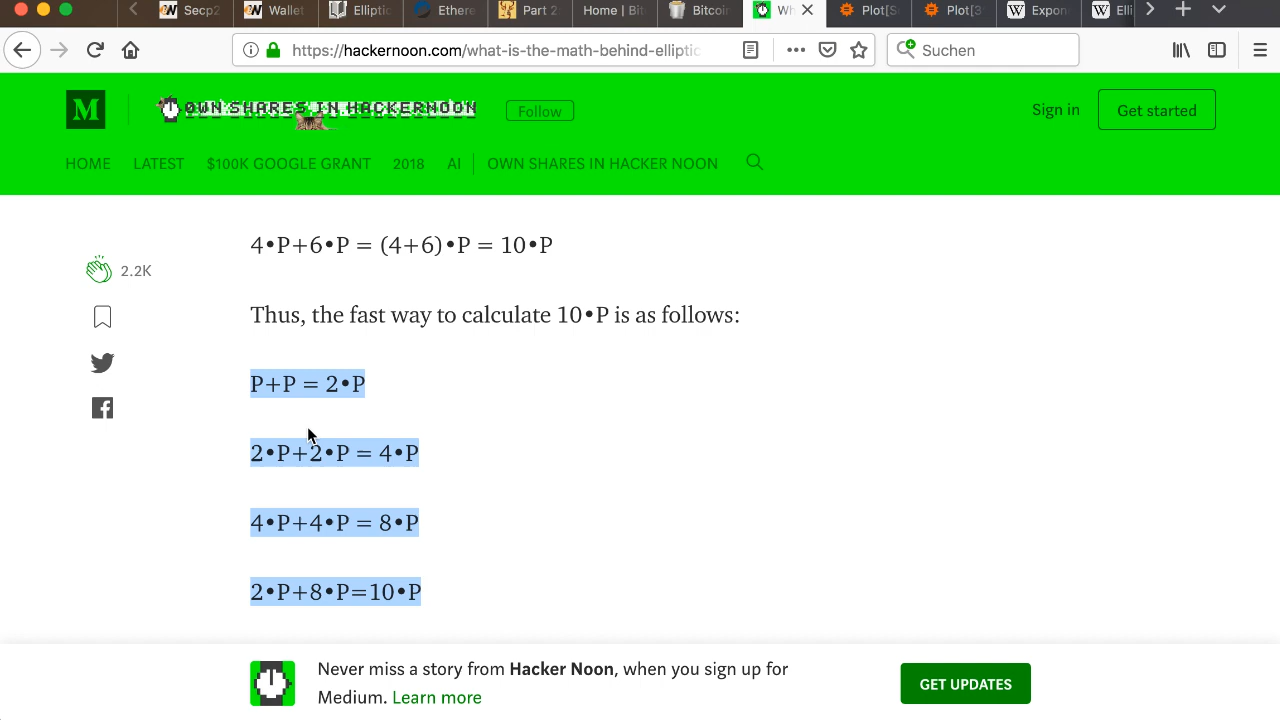 Secp2
Wallet
Ellipti
Ethere
Part 2
Home | Bit
Bitcoin
Wh
Plot[S
Plot[3
Expon
Elli
https://hackernoon.com/what-is-the-math-behind-elliptic
Suchen
M
OWN SHARES IN HACKERNOON
Follow
Sign in
Get started
HOME
LATEST
$100K GOOGLE GRANT
2018
AI
OWN SHARES IN HACKER NOON
4•P+6•P = (4+6)•P = 10•P
2.2K
Thus, the fast way to calculate 10•P is as follows:
P+P = 2•P
2•P+2•P = 4•P
4•P+4•P = 8•P
2•P+8•P=10•P
Never miss a story from Hacker Noon, when you sign up for
Medium. Learn more
GET UPDATES